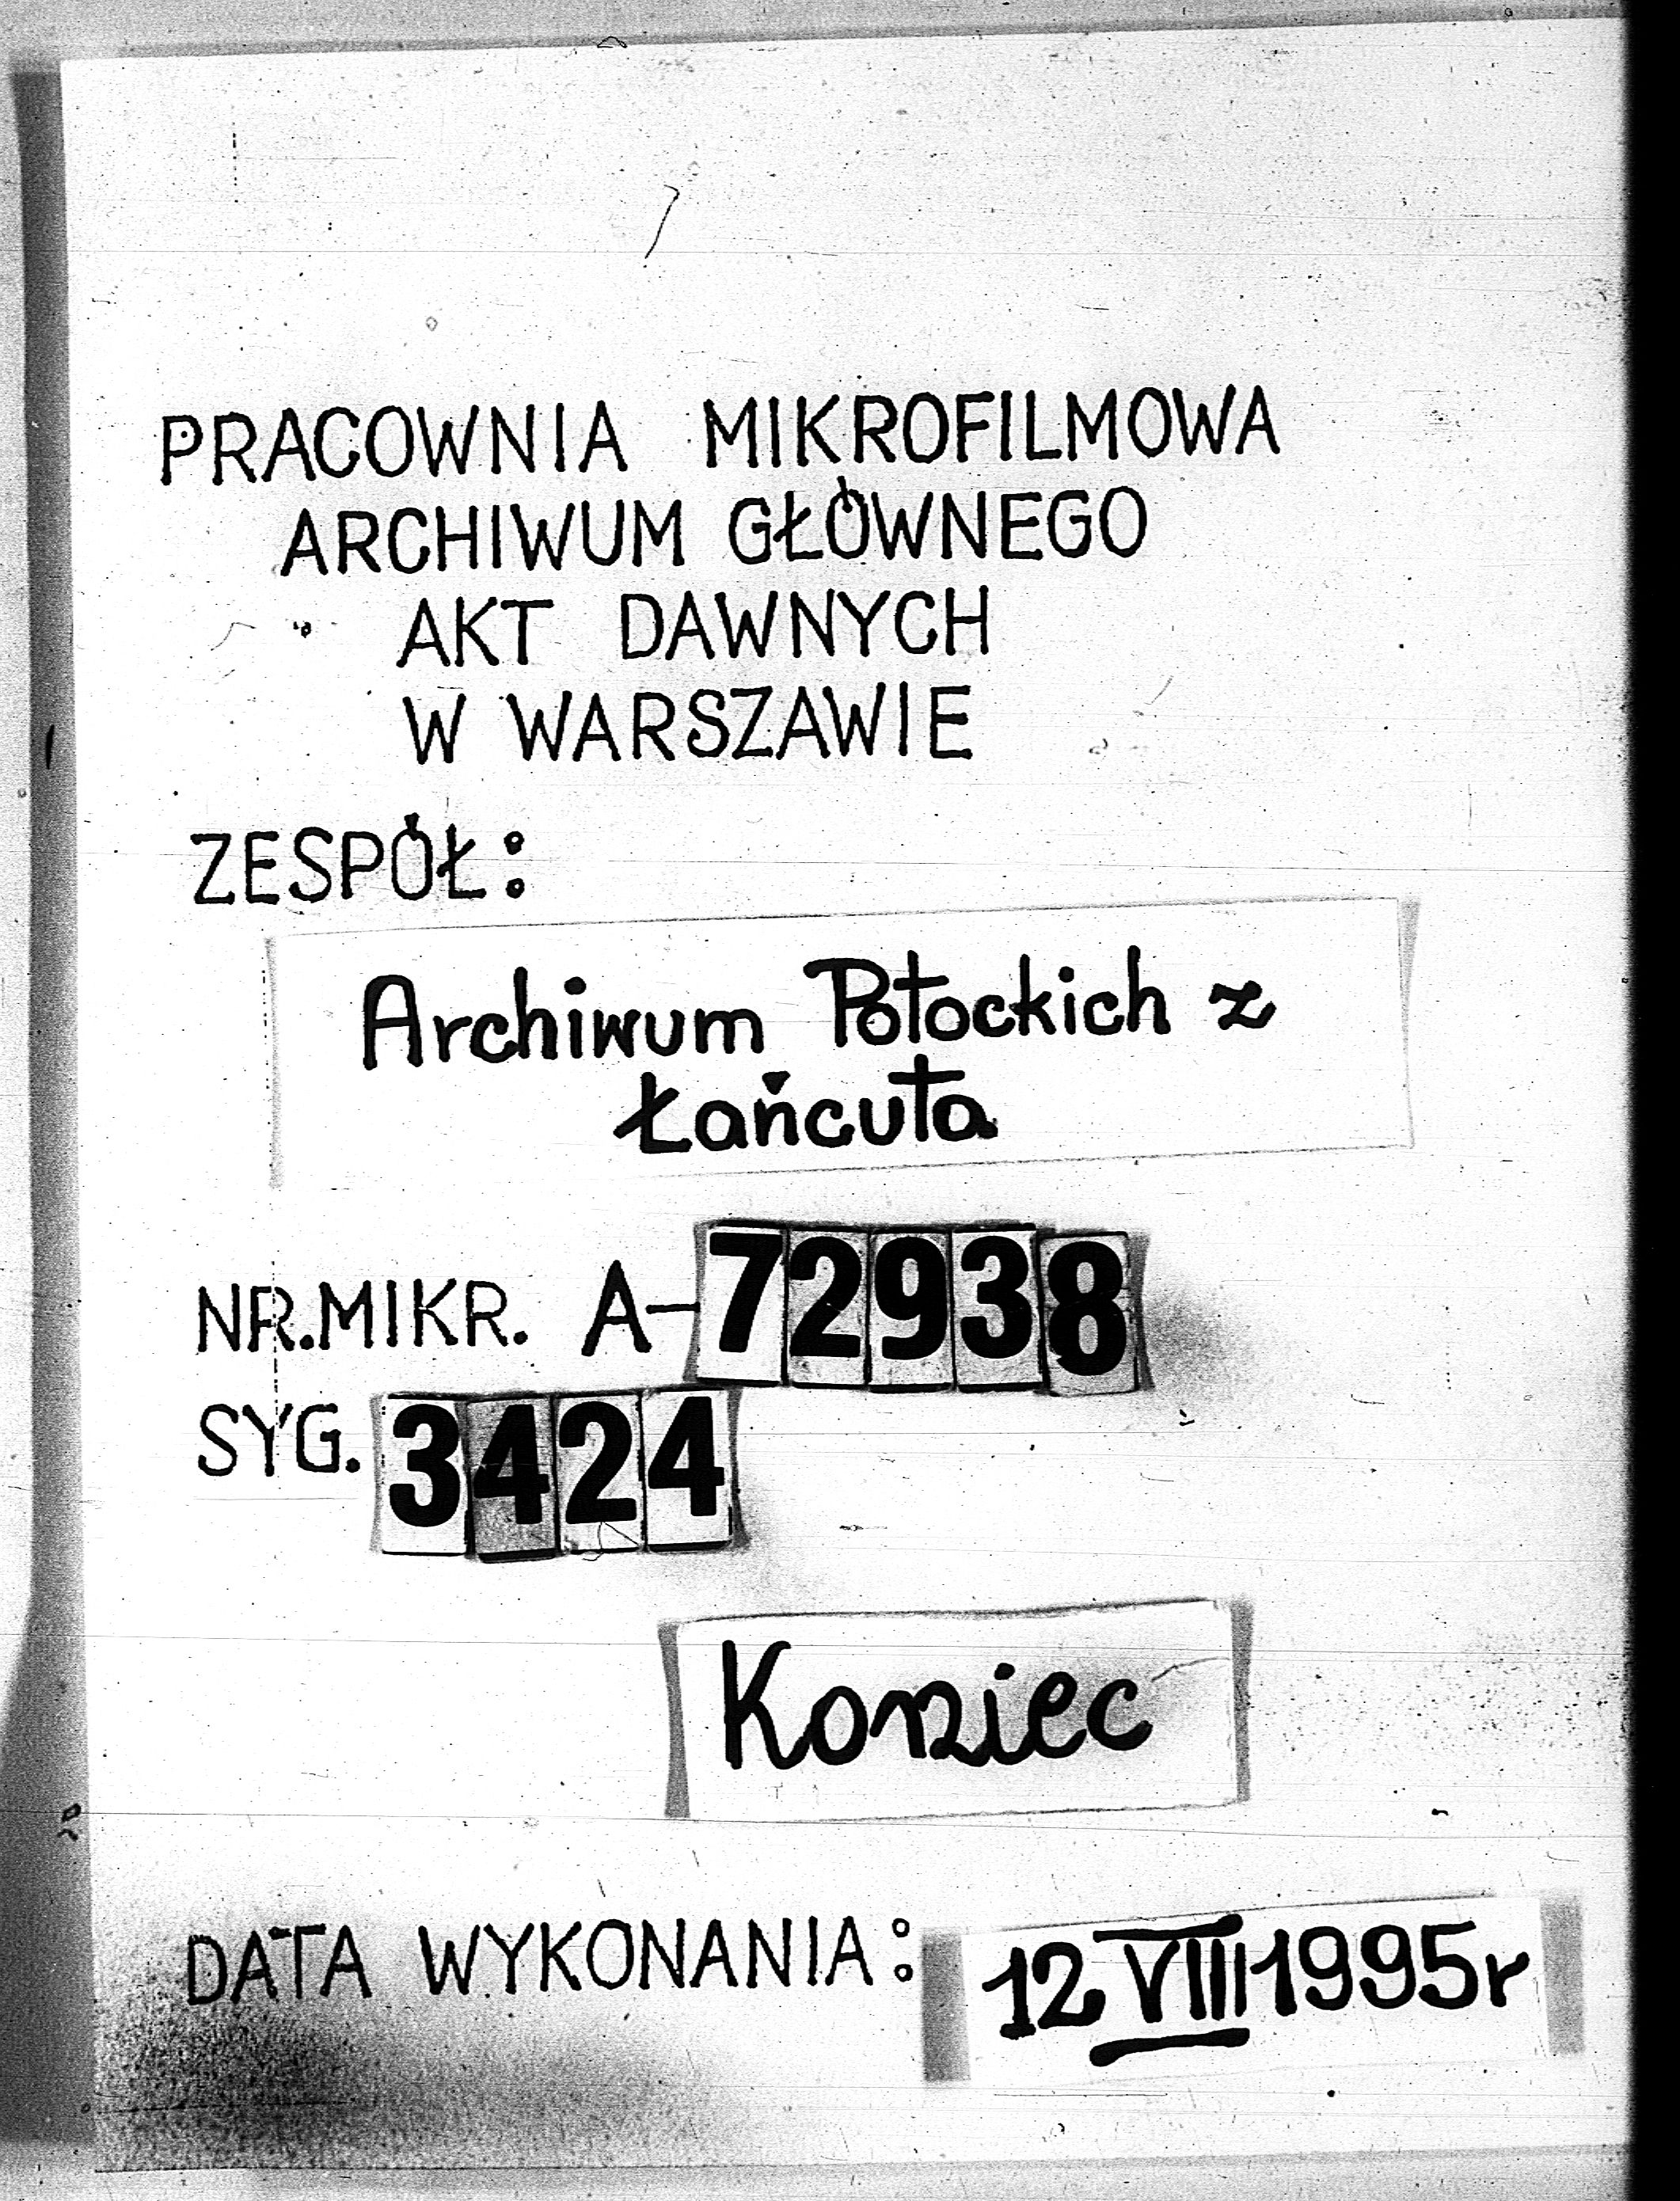 PRACOWNIA MIKROFILMOWA
ARCHIWUM GŁÓWNEGO
AKT DAWNYCH
W WARSZAWIE
ZESPÓŁ:
Archiwum Potockich z
Łańcuta
NR.MIKR. A-72938
SYG. 3424
Koniec
DATA WYKONANIA: 12 VIII 1995r